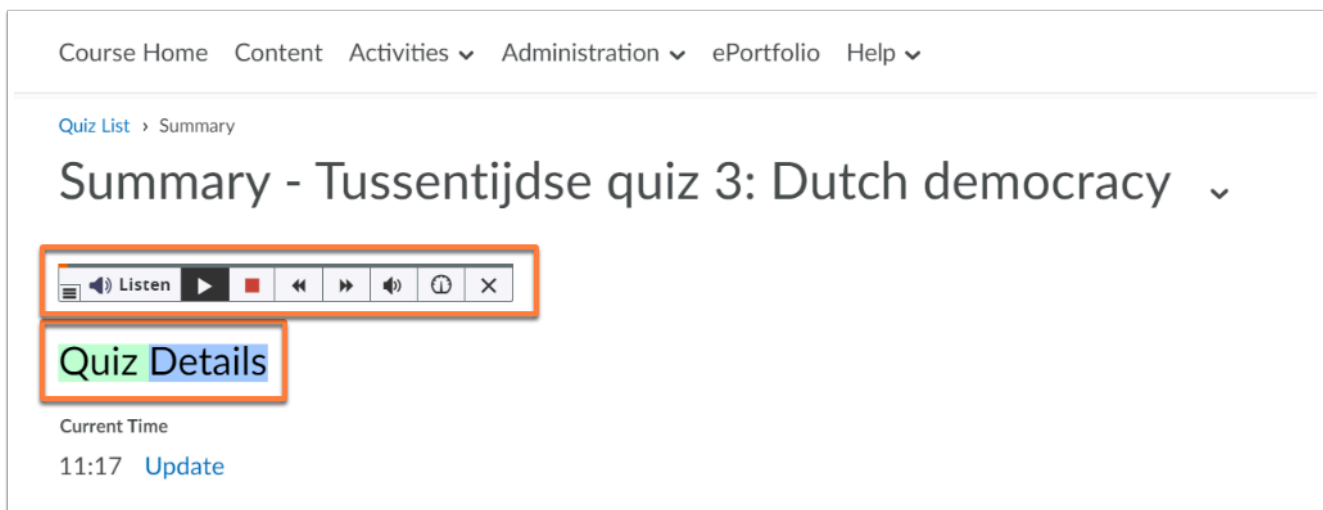 Course Home Content Activities Administration ePortfolio Help
Quiz List › Summary
Summary - Tussentijdse quiz 3: Dutch democracy
Listen
Quiz Details
Current Time
11:17 Update